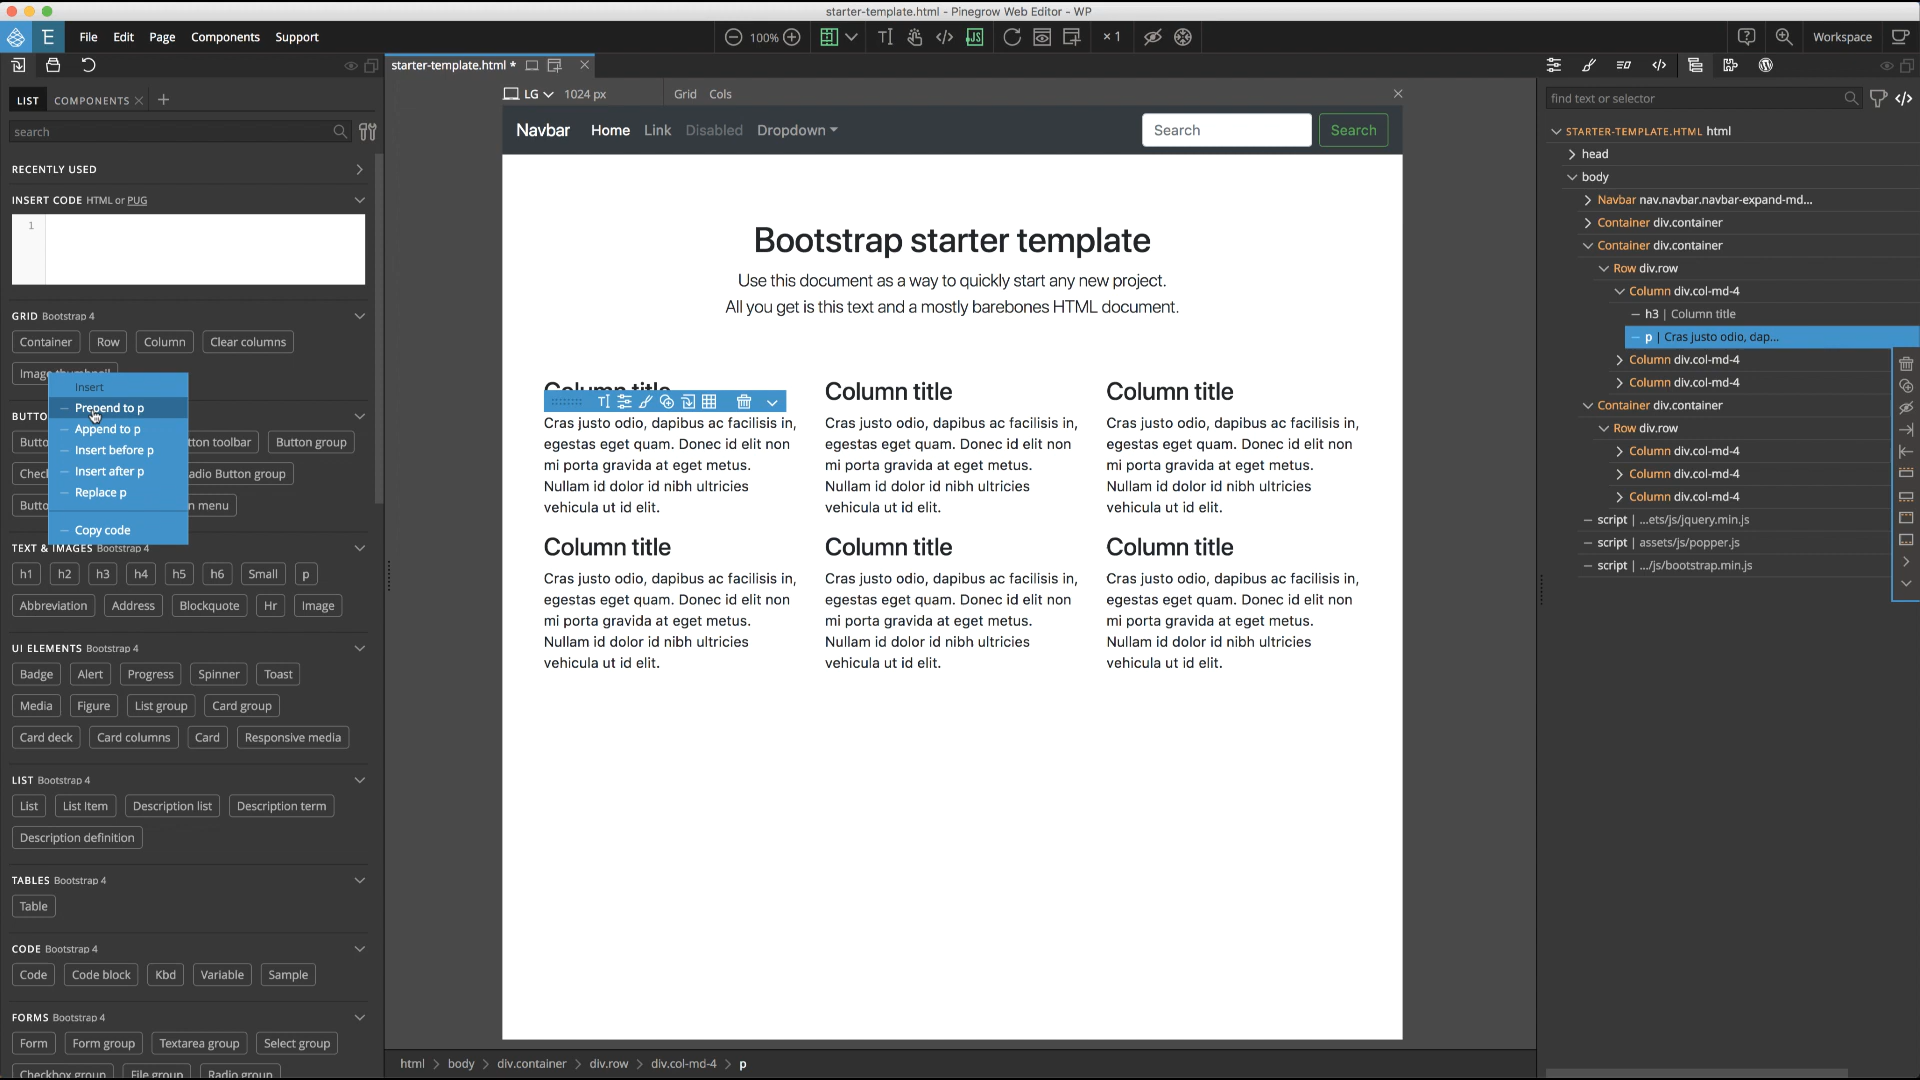 starter-template.html - Pinegrow Web Editor - WP
E File Edit Page Components Support
100%
×1
Workspace
starter-template.html *
LIST COMPONENTS
search
RECENTLY USED
INSERT CODE HTML or PUG
1
GRID Bootstrap 4
Container Row Column Clear columns
Image thumbnail
Insert
Prepend to p
Append to p
Insert before p
Insert after p
Replace p
Copy code
BUTTO
Butto tton toolbar Button group
Chec adio Button group
Butto n menu
TEXT & IMAGES Bootstrap 4
h1 h2 h3 h4 h5 h6 Small p
Abbreviation Address Blockquote Hr Image
UI ELEMENTS Bootstrap 4
Badge Alert Progress Spinner Toast
Media Figure List group Card group
Card deck Card columns Card Responsive media
LIST Bootstrap 4
List List Item Description list Description term
Description definition
TABLES Bootstrap 4
Table
CODE Bootstrap 4
Code Code block Kbd Variable Sample
FORMS Bootstrap 4
Form Form group Textarea group Select group
Checkbox group File group Radio group
LG 1024 px Grid Cols
Navbar Home Link Disabled Dropdown Search Search
Bootstrap starter template
Use this document as a way to quickly start any new project.
All you get is this text and a mostly barebones HTML document.
Column title
Cras justo odio, dapibus ac facilisis in,
egestas eget quam. Donec id elit non
mi porta gravida at eget metus.
Nullam id dolor id nibh ultricies
vehicula ut id elit.
Column title
Cras justo odio, dapibus ac facilisis in,
egestas eget quam. Donec id elit non
mi porta gravida at eget metus.
Nullam id dolor id nibh ultricies
vehicula ut id elit.
Column title
Cras justo odio, dapibus ac facilisis in,
egestas eget quam. Donec id elit non
mi porta gravida at eget metus.
Nullam id dolor id nibh ultricies
vehicula ut id elit.
Column title
Cras justo odio, dapibus ac facilisis in,
egestas eget quam. Donec id elit non
mi porta gravida at eget metus.
Nullam id dolor id nibh ultricies
vehicula ut id elit.
Column title
Cras justo odio, dapibus ac facilisis in,
egestas eget quam. Donec id elit non
mi porta gravida at eget metus.
Nullam id dolor id nibh ultricies
vehicula ut id elit.
Column title
Cras justo odio, dapibus ac facilisis in,
egestas eget quam. Donec id elit non
mi porta gravida at eget metus.
Nullam id dolor id nibh ultricies
vehicula ut id elit.
html > body > div.container > div.row > div.col-md-4 > p
find text or selector
STARTER-TEMPLATE.HTML html
head
body
Navbar nav.navbar.navbar-expand-md...
Container div.container
Container div.container
Row div.row
Column div.col-md-4
h3 | Column title
p | Cras justo odio, dap...
Column div.col-md-4
Column div.col-md-4
Container div.container
Row div.row
Column div.col-md-4
Column div.col-md-4
Column div.col-md-4
script | ...ets/js/jquery.min.js
script | assets/js/popper.js
script | .../js/bootstrap.min.js